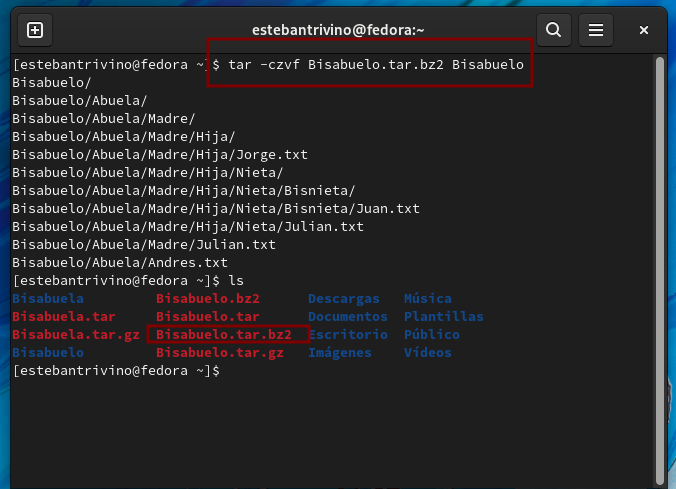 estebantrivino@fedora:~
[estebantrivino@fedora ~]$ tar -czvf Bisabuelo.tar.bz2 Bisabuelo
Bisabuelo/
Bisabuelo/Abuela/
Bisabuelo/Abuela/Madre/
Bisabuelo/Abuela/Madre/Hija/
Bisabuelo/Abuela/Madre/Hija/Jorge.txt
Bisabuelo/Abuela/Madre/Hija/Nieta/
Bisabuelo/Abuela/Madre/Hija/Nieta/Bisnieta/
Bisabuelo/Abuela/Madre/Hija/Nieta/Bisnieta/Juan.txt
Bisabuelo/Abuela/Madre/Hija/Nieta/Julian.txt
Bisabuelo/Abuela/Madre/Julian.txt
Bisabuelo/Abuela/Andres.txt
[estebantrivino@fedora ~]$ ls
Bisabuela Bisabuelo.bz2 Descargas Música
Bisabuela.tar Bisabuelo.tar Documentos Plantillas
Bisabuela.tar.gz Bisabuelo.tar.bz2 Escritorio Público
Bisabuelo Bisabuelo.tar.gz Imágenes Vídeos
[estebantrivino@fedora ~]$